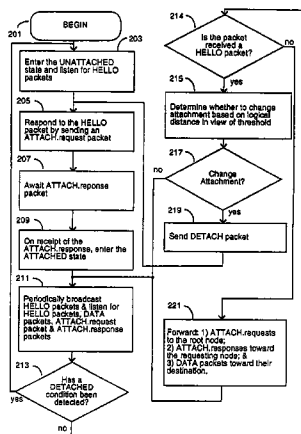 201
BEGIN
203
Enter the UNATTACHED
state and listen for HELLO
packets
205
Respond to the HELLO
packet by sending an
ATTACH.request
packet
207
Await ATTACH.reponse
packet
209
On receipt of the
ATTACH.response, enter the
ATTACHED state
211
Periodically broadcast
HELLO packets & listen for
HELLO packets, DATA
packets, ATTACH.request
packet & ATTACH.response
packets
213
Has a
DETACHED
condition been
detected?
yes
no
214
Is the packet
received a
HELLO packet?
no
yes
215
Determine whether to change
attachment based on logical
distance in view of threshold
217
no
Change
Attachment?
yes
219
Send DETACH packet
221
Forward: 1) ATTACH.requests
to the root node;
2) ATTACH.responses toward
the requesting node; &
3) DATA packets toward their
destination.